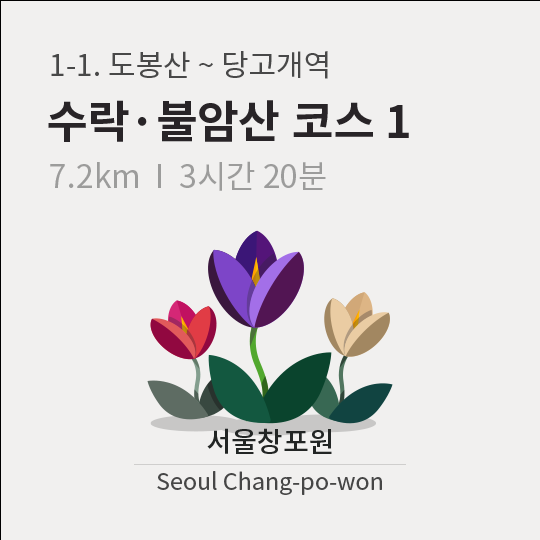 1-1. 도봉산 ~ 당고개역
수락·불암산 코스 1
7.2km ㅣ 3시간 20분
서울창포원
Seoul Chang-po-won